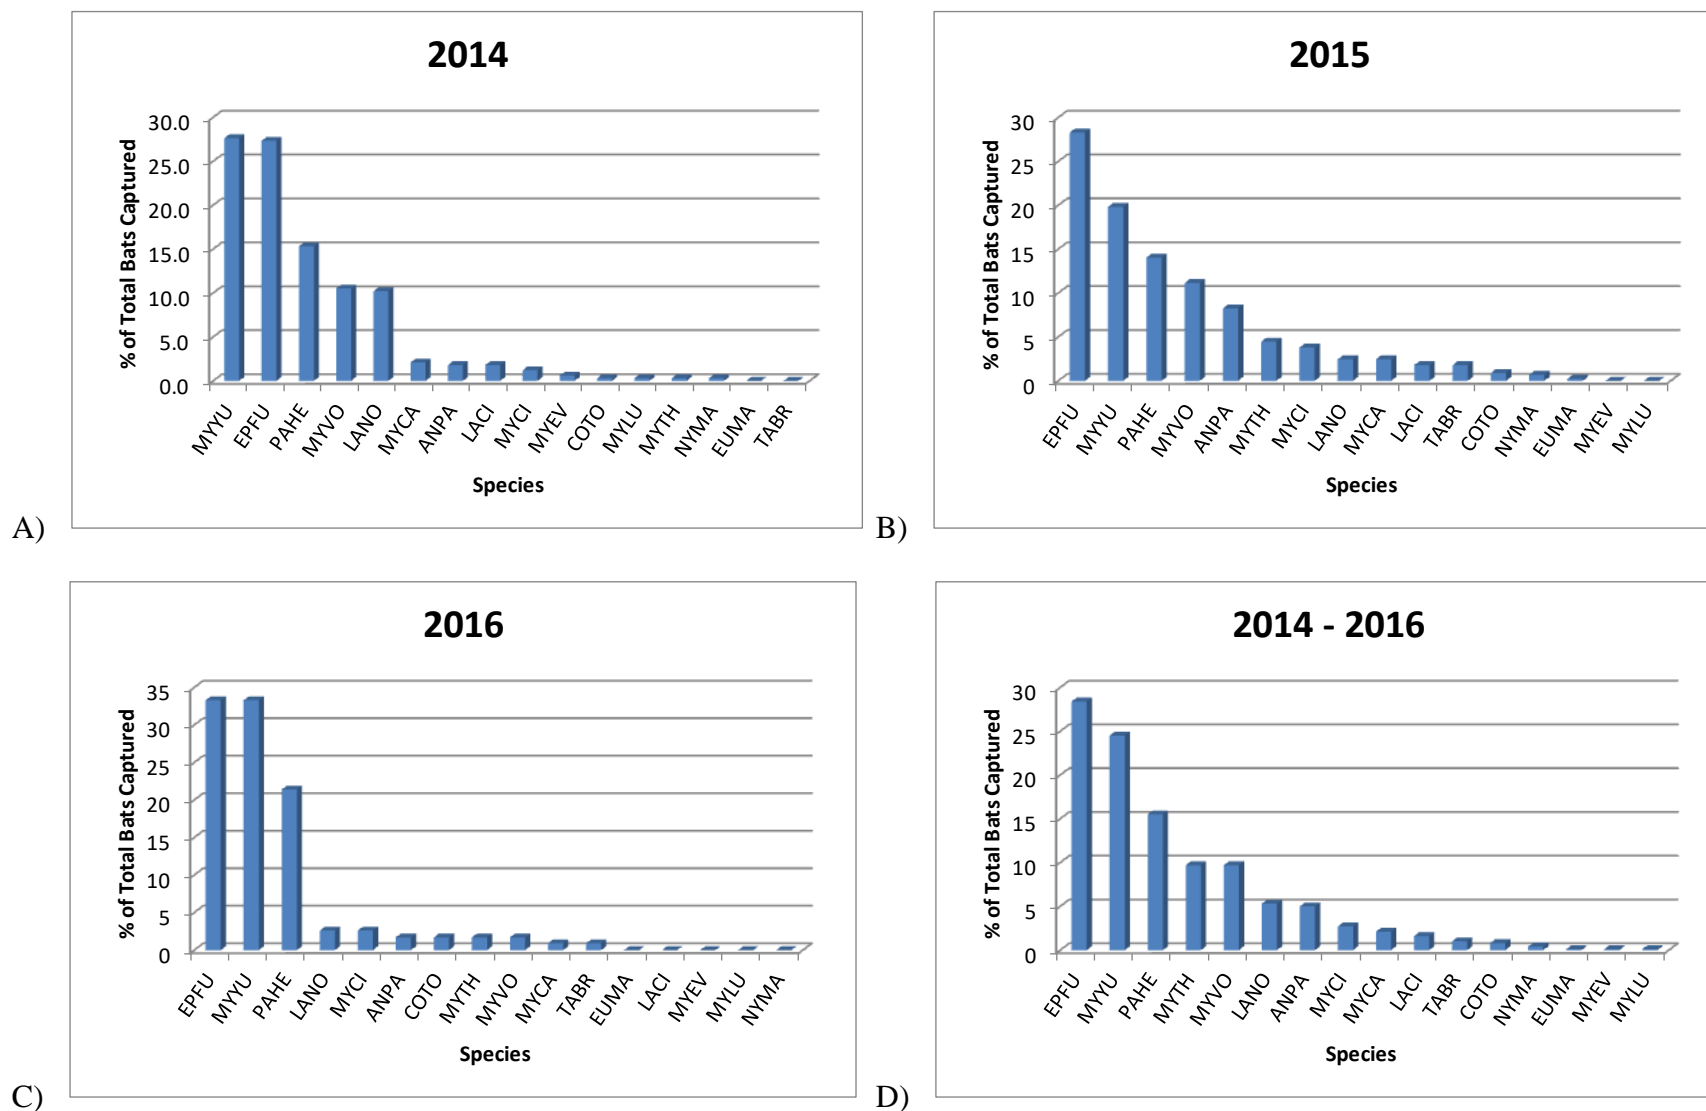 2014
% of Total Bats Captured
30.0
25.0
20.0
15.0
10.0
5.0
0.0
MYYU EPFU PAHE MYVO LANO MYCA ANPA LACI MYCI MYEV COTO MYLU MYTH NYMA EUMA TABR
Species
A)
2015
% of Total Bats Captured
30
25
20
15
10
5
0
EPFU MYYU PAHE MYVO ANPA MYTH MYCI LANO MYCA LACI TABR COTO NYMA EUMA MYEV MYLU
Species
B)
2016
% of Total Bats Captured
35
30
25
20
15
10
5
0
EPFU MYYU PAHE LANO MYCI ANPA COTO MYTH MYVO MYCA TABR EUMA LACI MYEV MYLU NYMA
Species
C)
2014 - 2016
% of Total Bats Captured
30
25
20
15
10
5
0
EPFU MYYU PAHE MYTH MYVO LANO ANPA MYCI MYCA LACI TABR COTO NYMA EUMA MYEV MYLU
Species
D)